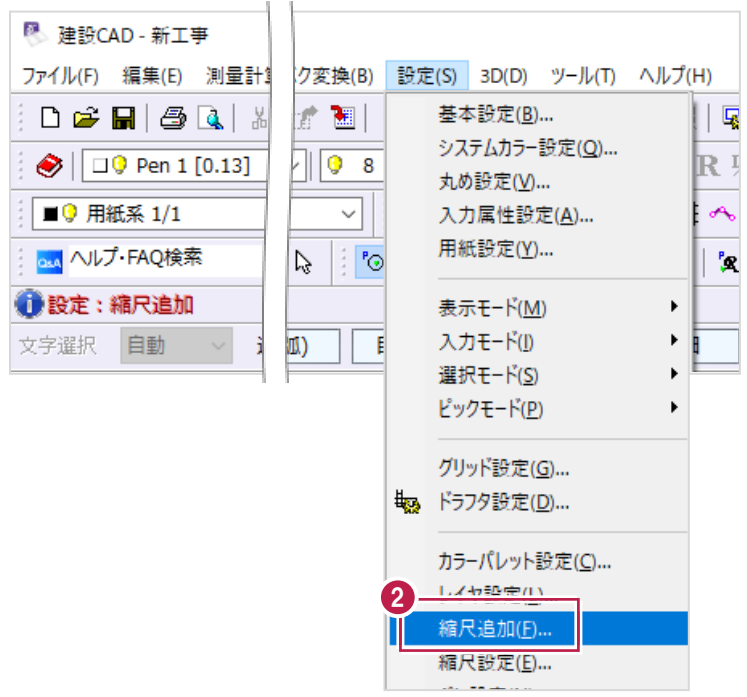 建設CAD - 新工事
ファイル(F) 編集(E) 測量計算 ク変換(B) 設定(S) 3D(D) ツール(T) ヘルプ(H)
Pen 1 [0.13] 8
用紙系 1/1
Q&A ヘルプ・FAQ検索
設定：縮尺追加
文字選択 自動
基本設定(B)...
システムカラー設定(Q)...
丸め設定(V)...
入力属性設定(A)...
用紙設定(Y)...
表示モード(M)
入力モード(I)
選択モード(S)
ピックモード(P)
グリッド設定(G)...
ドラフタ設定(D)...
カラーパレット設定(C)...
レイヤ設定(L)...
2
縮尺追加(F)...
縮尺設定(E)...